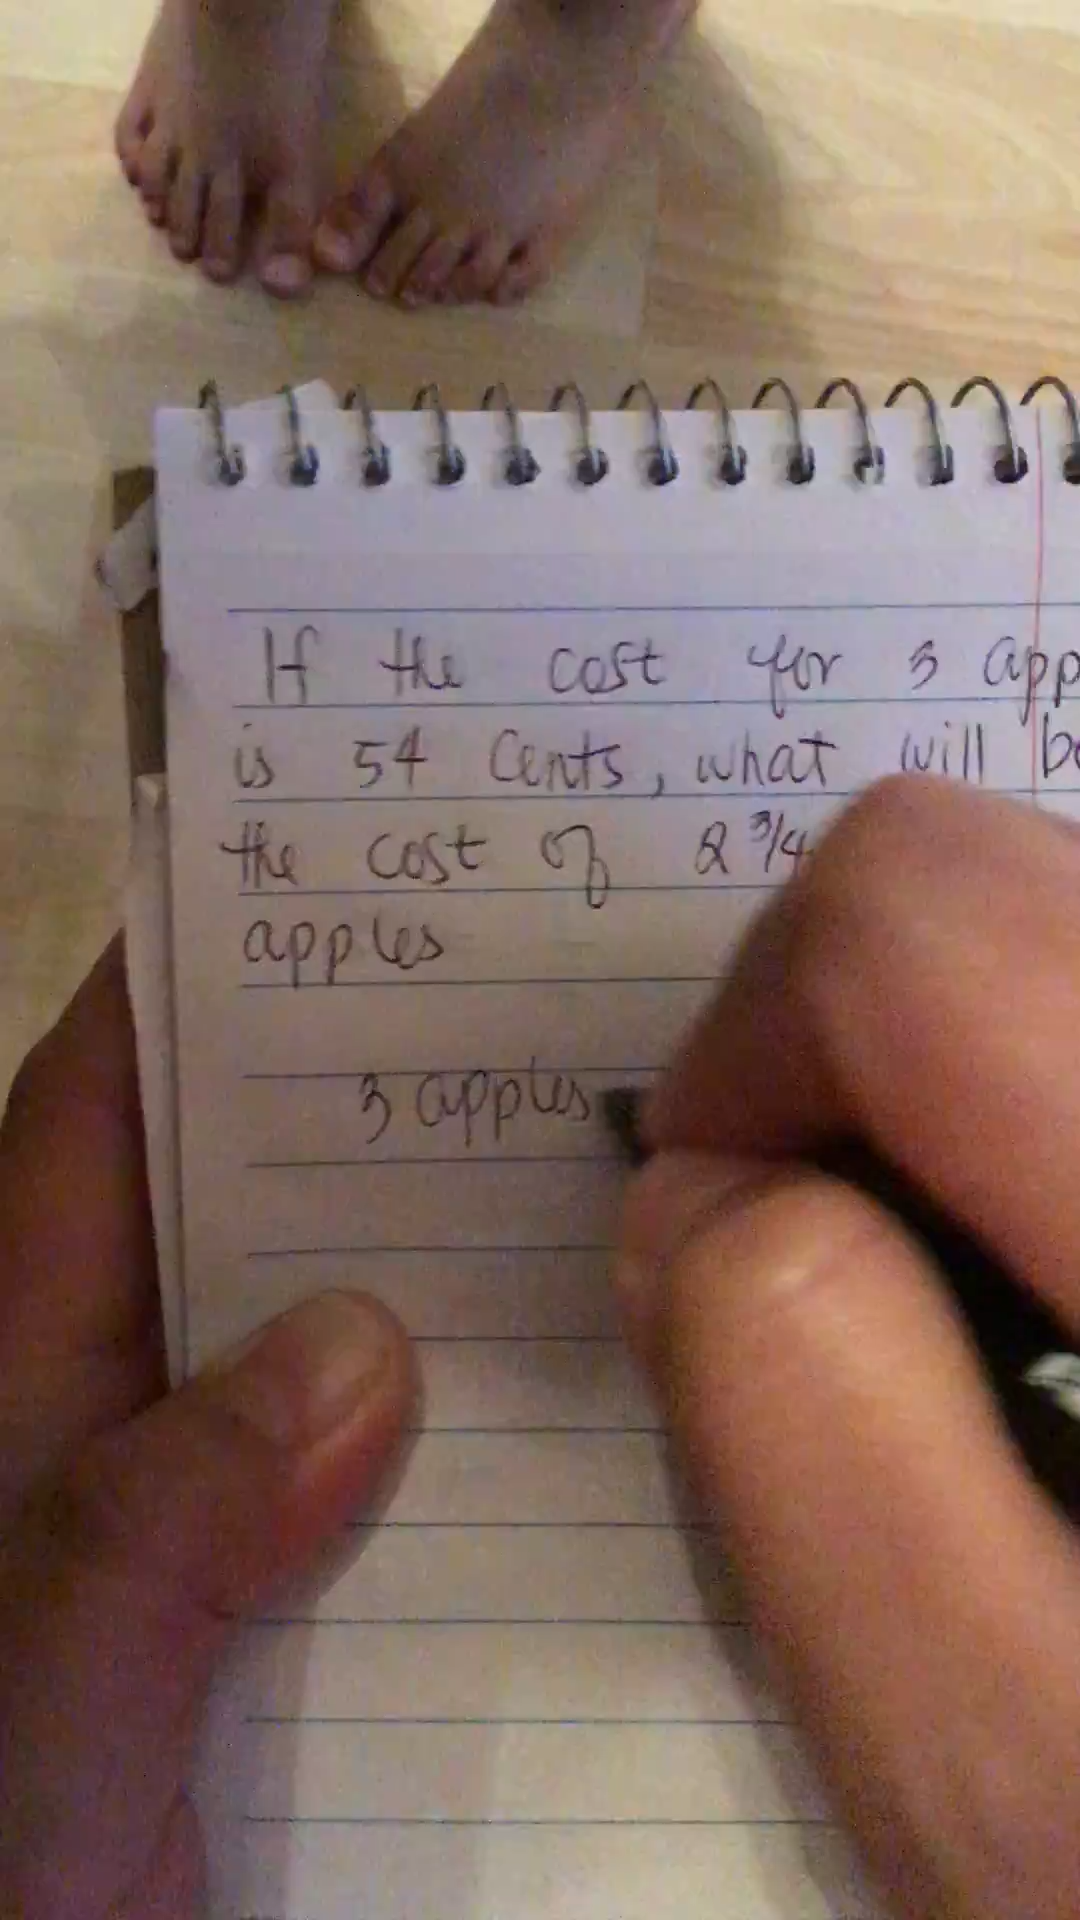 If the cost for 3 app
is 54 cents, what will be
the cost of 2 3/4
apples
3 apples